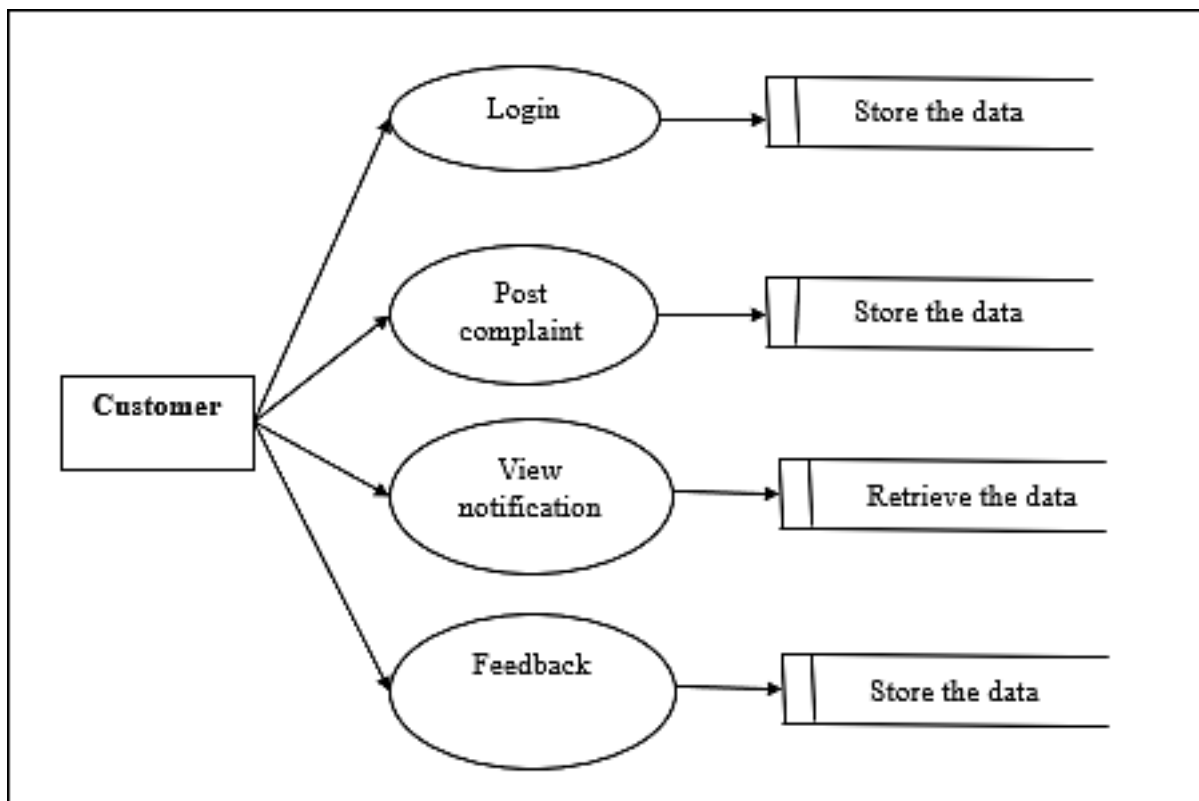 Login
Store the data
Post
complaint
Store the data
Customer
View
notification
Retrieve the data
Feedback
Store the data